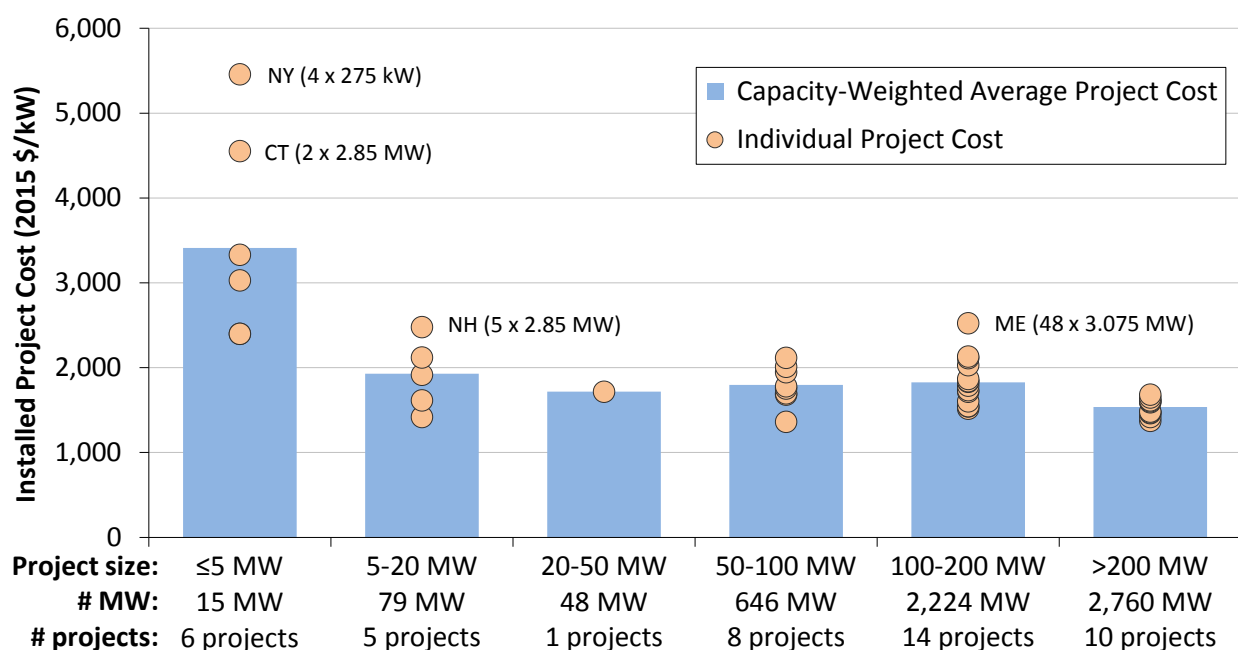 Installed Project Cost (2015 $/kW)
6,000
5,000
4,000
3,000
2,000
1,000
0
NY (4 x 275 kW)
CT (2 x 2.85 MW)
NH (5 x 2.85 MW)
ME (48 x 3.075 MW)
Capacity-Weighted Average Project Cost
Individual Project Cost
Project size: ≤5 MW 5-20 MW 20-50 MW 50-100 MW 100-200 MW >200 MW
# MW: 15 MW 79 MW 48 MW 646 MW 2,224 MW 2,760 MW
# projects: 6 projects 5 projects 1 projects 8 projects 14 projects 10 projects